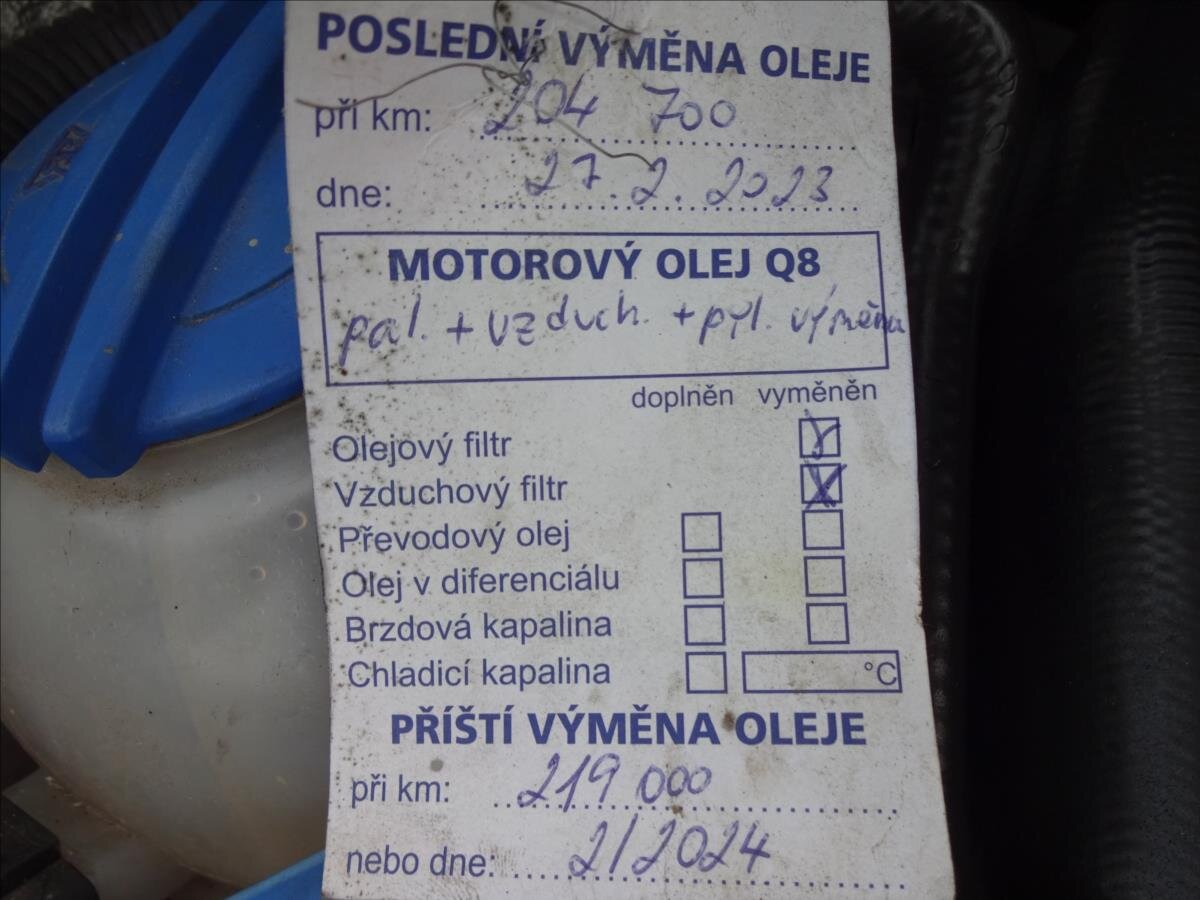 POSLEDNÍ VÝMĚNA OLEJE
při km: 204 700
dne: 27.2.2023
MOTOROVÝ OLEJ Q8
pal. + vzduch. + pyl. výměna
doplněn vyměněn
Olejový filtr
Vzduchový filtr
Převodový olej
Olej v diferenciálu
Brzdová kapalina
Chladicí kapalina °C
PŘÍŠTÍ VÝMĚNA OLEJE
při km: 219 000
nebo dne: 2/2024